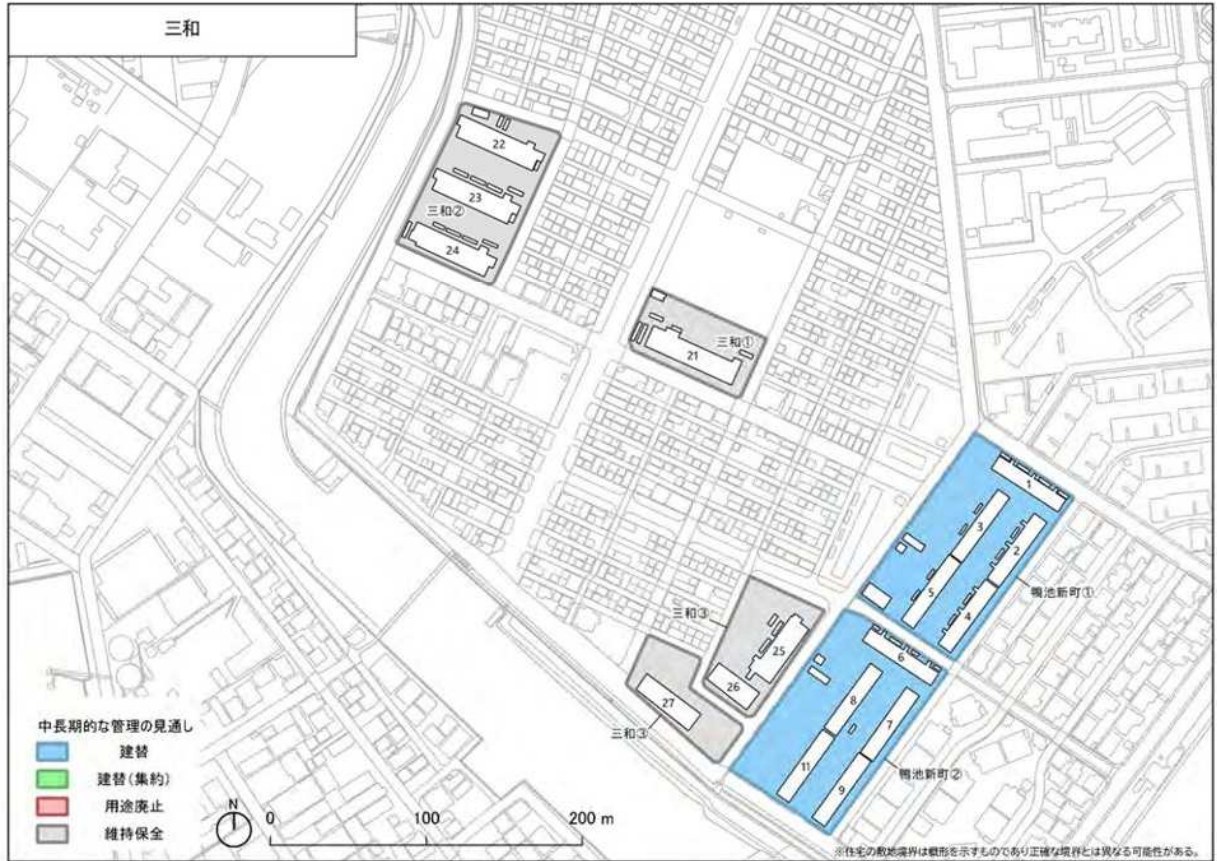 三和
22
23
三和②
24
三和①
21
1
3
2
5
4
鴨池新町①
三和③
25
26
6
27
三和③
8
7
11
9
鴨池新町②
中長期的な管理の見通し
建替
建替(集約)
用途廃止
維持保全
N
0
100
200 m
※住宅の敷地境界は概形を示すものであり正確な境界とは異なる可能性がある。